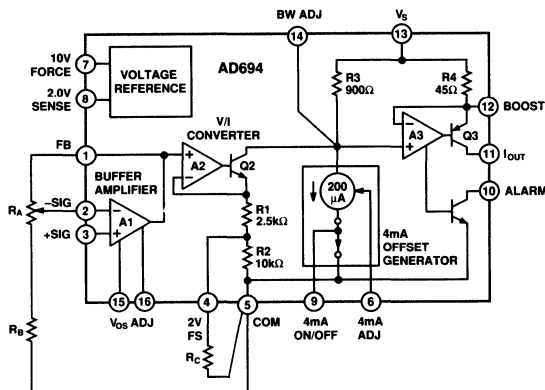 BW ADJ
14
VS
13
AD694
10V
FORCE
7
VOLTAGE
REFERENCE
2.0V
SENSE
8
R3
900Ω
R4
45Ω
12
BOOST
V/I
CONVERTER
FB
1
+
A2
−
Q2
−
A3
+
Q3
11
IOUT
BUFFER
AMPLIFIER
200
µA
10
ALARM
RA
−SIG
2
−
A1
+SIG
3
+
R1
2.5kΩ
R2
10kΩ
4mA
OFFSET
GENERATOR
15
16
4
5
9
6
VOS ADJ
2V
FS
COM
4mA
ON/OFF
4mA
ADJ
RB
RC